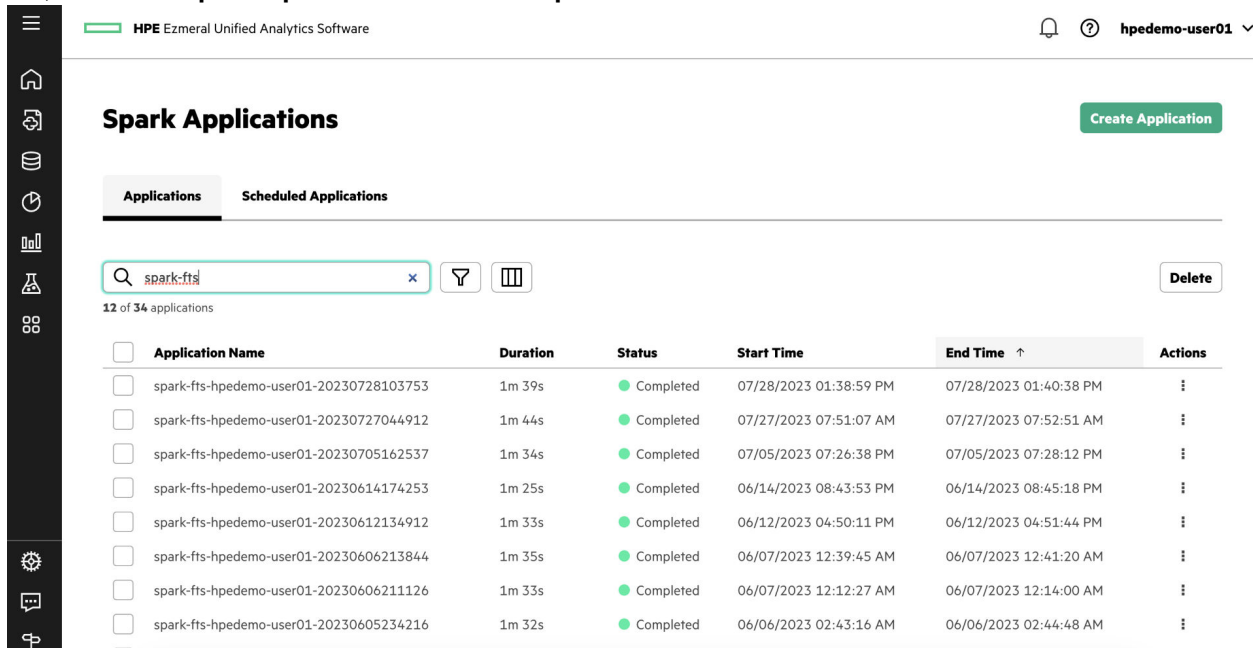 HPE Ezmeral Unified Analytics Software
hpedemo-user01
Spark Applications
Create Application
Applications Scheduled Applications
spark-fts
Delete
12 of 34 applications
Application Name Duration Status Start Time End Time ↑ Actions
spark-fts-hpedemo-user01-20230728103753 1m 39s Completed 07/28/2023 01:38:59 PM 07/28/2023 01:40:38 PM
spark-fts-hpedemo-user01-20230727044912 1m 44s Completed 07/27/2023 07:51:07 AM 07/27/2023 07:52:51 AM
spark-fts-hpedemo-user01-20230705162537 1m 34s Completed 07/05/2023 07:26:38 PM 07/05/2023 07:28:12 PM
spark-fts-hpedemo-user01-20230614174253 1m 25s Completed 06/14/2023 08:43:53 PM 06/14/2023 08:45:18 PM
spark-fts-hpedemo-user01-20230612134912 1m 33s Completed 06/12/2023 04:50:11 PM 06/12/2023 04:51:44 PM
spark-fts-hpedemo-user01-20230606213844 1m 35s Completed 06/07/2023 12:39:45 AM 06/07/2023 12:41:20 AM
spark-fts-hpedemo-user01-20230606211126 1m 33s Completed 06/07/2023 12:12:27 AM 06/07/2023 12:14:00 AM
spark-fts-hpedemo-user01-20230605234216 1m 32s Completed 06/06/2023 02:43:16 AM 06/06/2023 02:44:48 AM